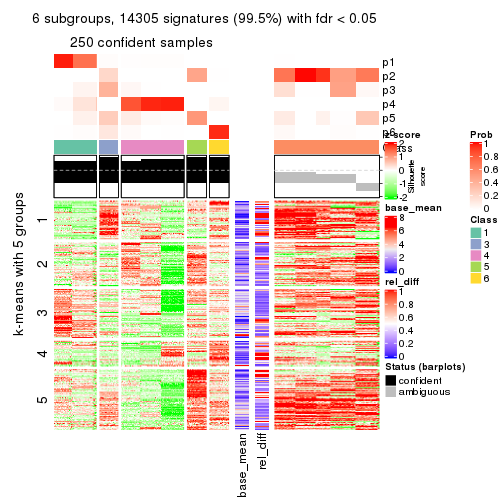 6 subgroups, 14305 signatures (99.5%) with fdr < 0.05
250 confident samples
p1
p2
p3
p4
p5
p6
Class
Silhouette
score
k-means with 5 groups
1
2
3
4
5
base_mean
rel_diff
z-score
2
1
0
-1
-2
base_mean
8
6
4
2
0
rel_diff
1
0.8
0.6
0.4
0.2
0
Status (barplots)
confident
ambiguous
Prob
1
0.8
0.6
0.4
0.2
0
Class
1
3
4
5
6